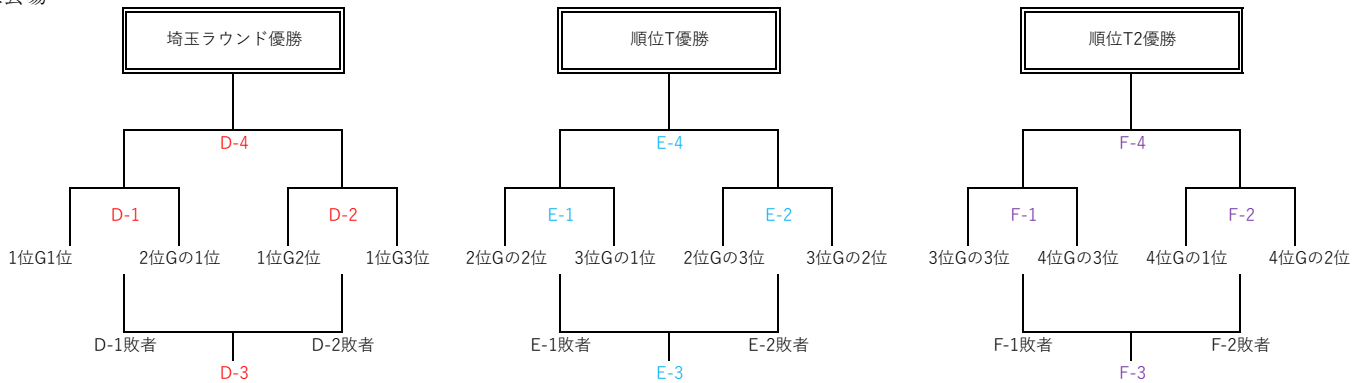 埼玉ラウンド優勝 順位T優勝 順位T2優勝
D-4 E-4 F-4
D-1 D-2 E-1 E-2 F-1 F-2
1位G1位 2位Gの1位 1位G2位 1位G3位 2位Gの2位 3位Gの1位 2位Gの3位 3位Gの2位 3位Gの3位 4位Gの3位 4位Gの1位 4位Gの2位
D-1敗者 D-2敗者 E-1敗者 E-2敗者 F-1敗者 F-2敗者
D-3 E-3 F-3